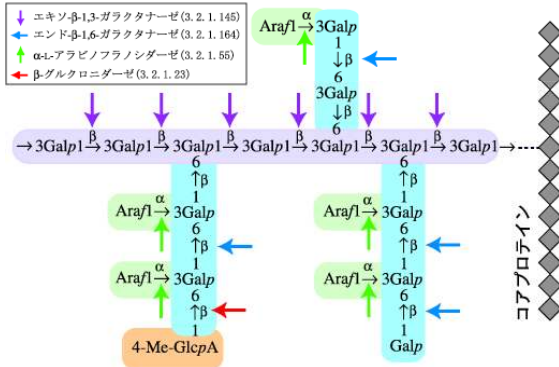 エキソ-β-1,3-ガラクタナーゼ(3.2.1.145)
エンド-β-1,6-ガラクタナーゼ(3.2.1.164)
α-L-アラビノフラノシダーゼ(3.2.1.55)
β-グルクロニダーゼ(3.2.1.23)
Araf1 α→ 3Galp
1
↓β
6
3Galp
↓β
6
→ 3Galp1 β→ 3Galp1 β→ 3Galp1 β→ 3Galp1 β→ 3Galp1 β→ 3Galp1 β→ 3Galp1 →
6 6
↑β ↑β
1 1
Araf1 α→ 3Galp Araf1 α→ 3Galp
6 6
↑β ↑β
1 1
Araf1 α→ 3Galp Araf1 α→ 3Galp
6 6
↑β ↑β
1 1
4-Me-GlcpA Galp
コアプロテイン